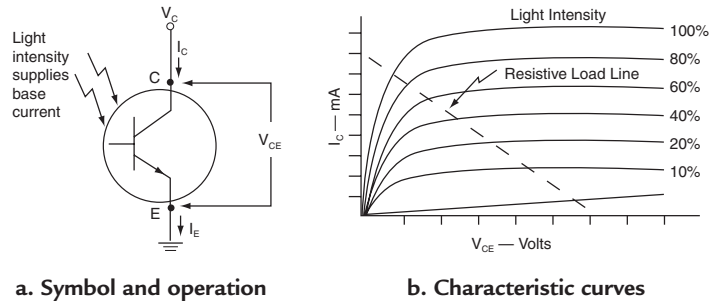 V_C
I_C
Light
intensity
supplies
base
current
C
V_CE
E
I_E
a. Symbol and operation
Light Intensity
100%
80%
Resistive Load Line
60%
40%
20%
10%
I_C — mA
V_CE — Volts
b. Characteristic curves